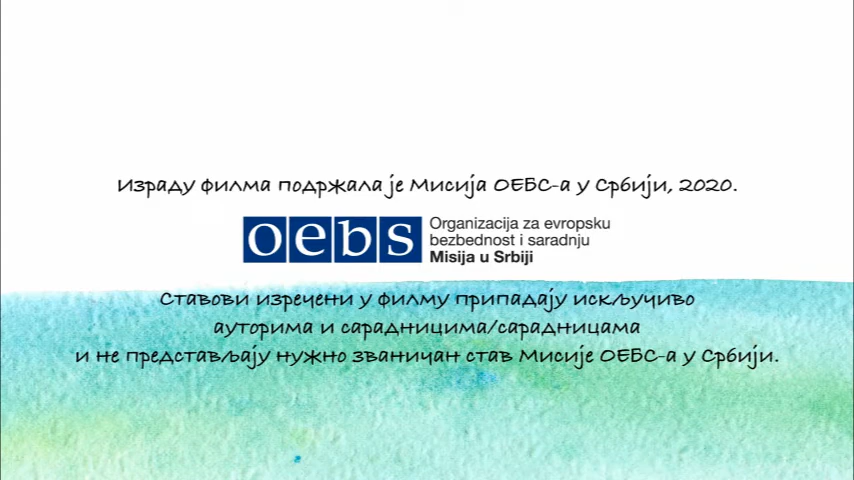 Израду филма подржала је Мисија ОЕБС-а у Србији, 2020.
oebs
Organizacija za evropsku
bezbednost i saradnju
Misija u Srbiji
Ставови изречени у филму припадају искључиво
ауторима и сарадницима/сарадницама
и не представљају нужно званичан став Мисије ОЕБС-а у Србији.